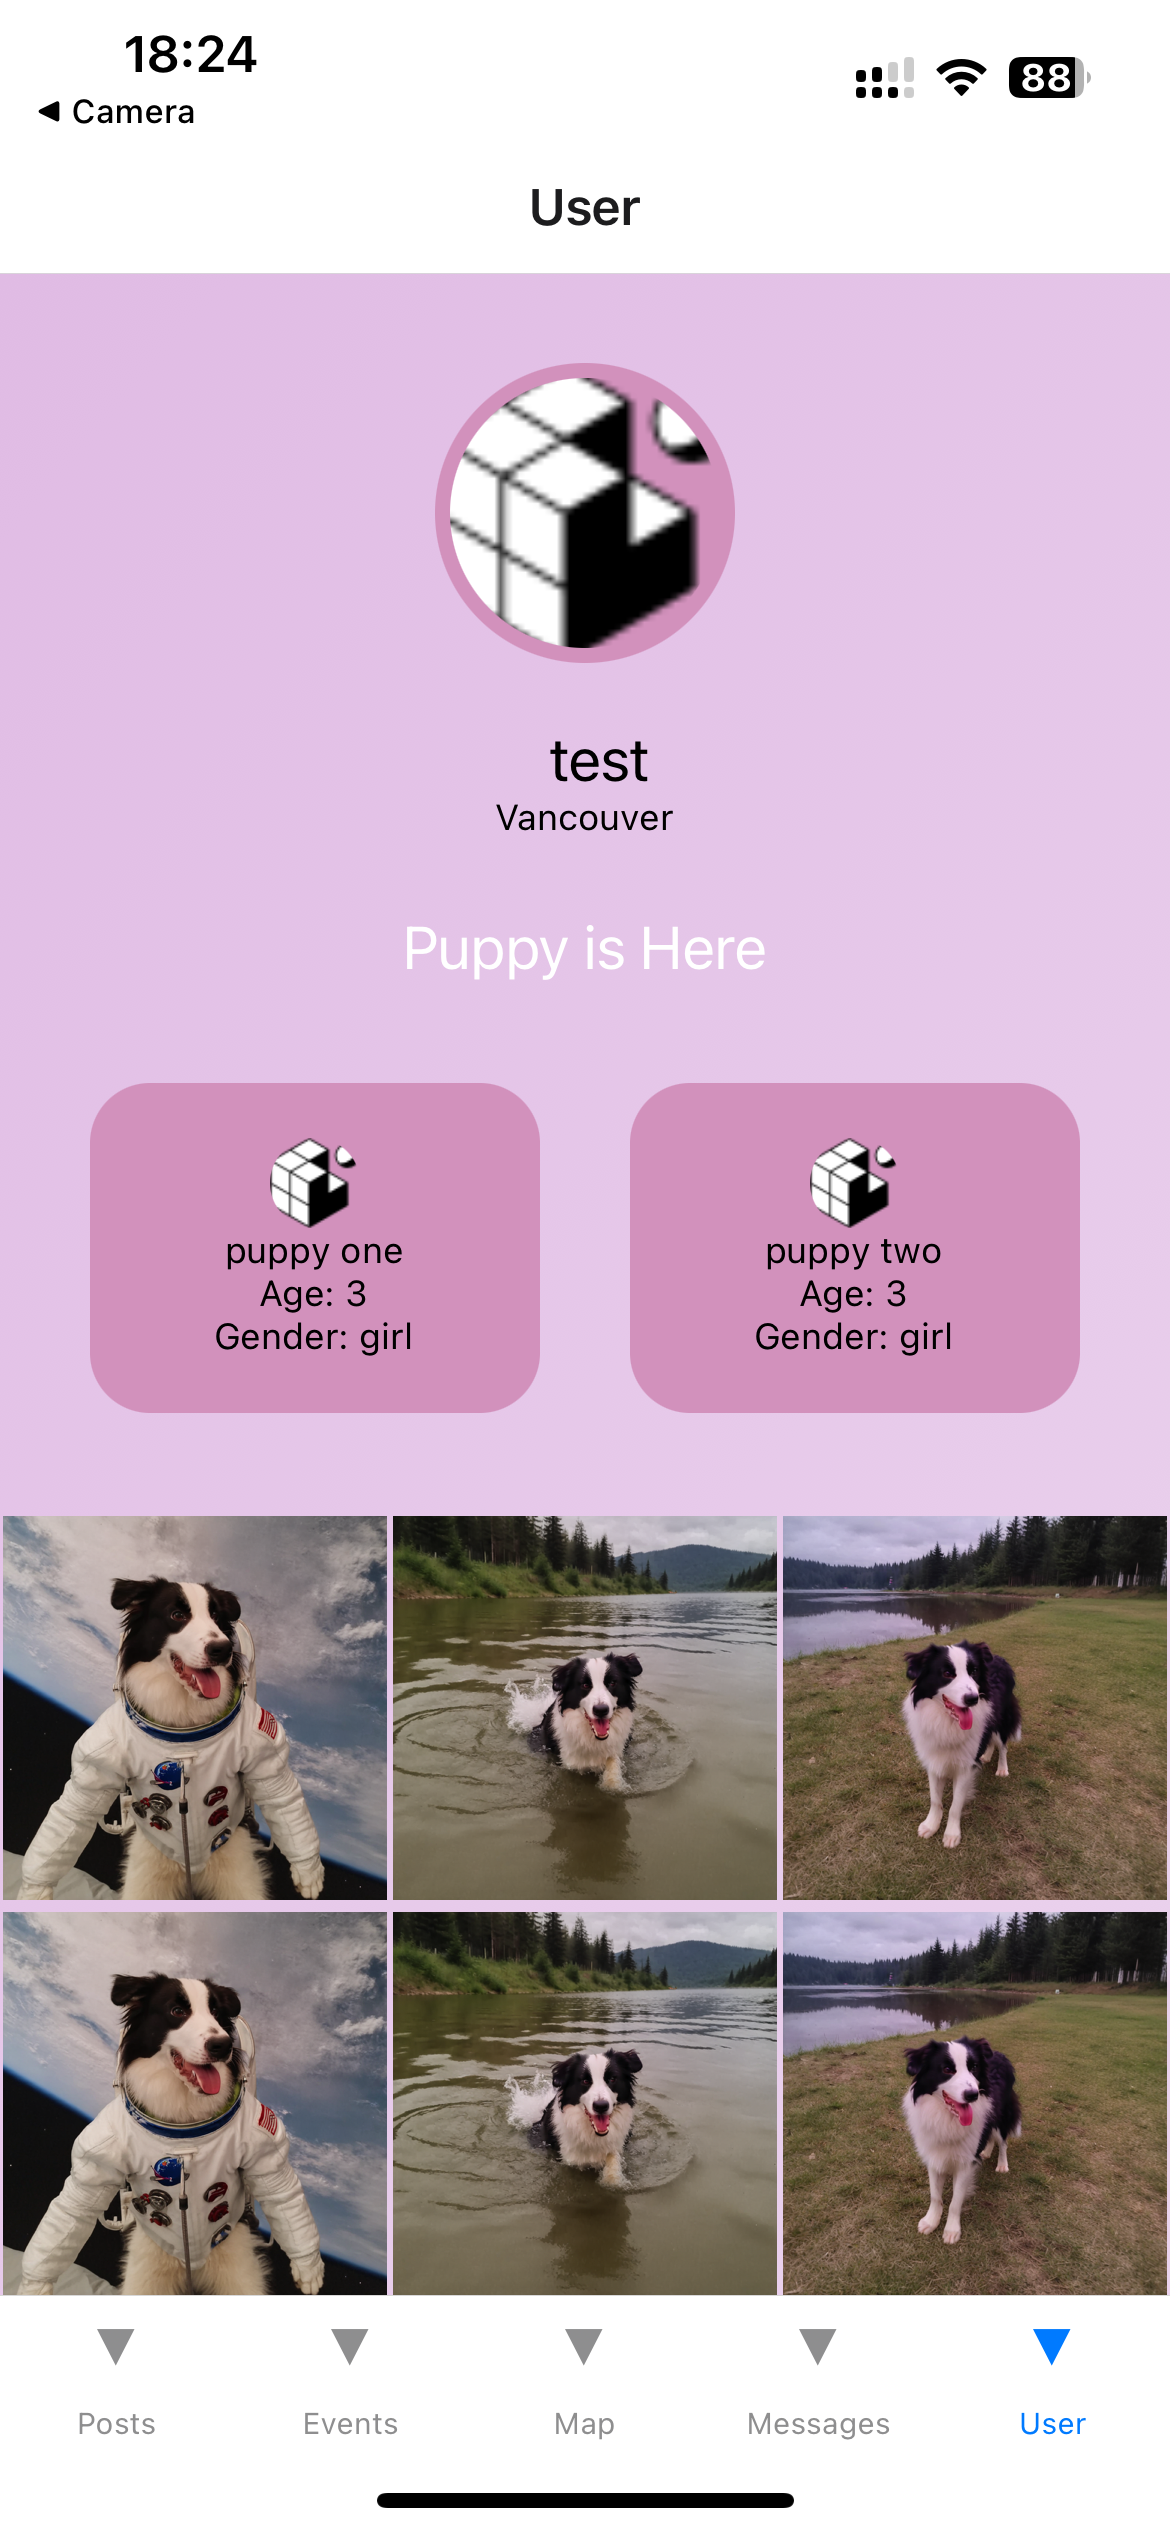 18:24
◀ Camera
88
User
test
Vancouver
Puppy is Here
puppy one
Age: 3
Gender: girl
puppy two
Age: 3
Gender: girl
Posts
Events
Map
Messages
User